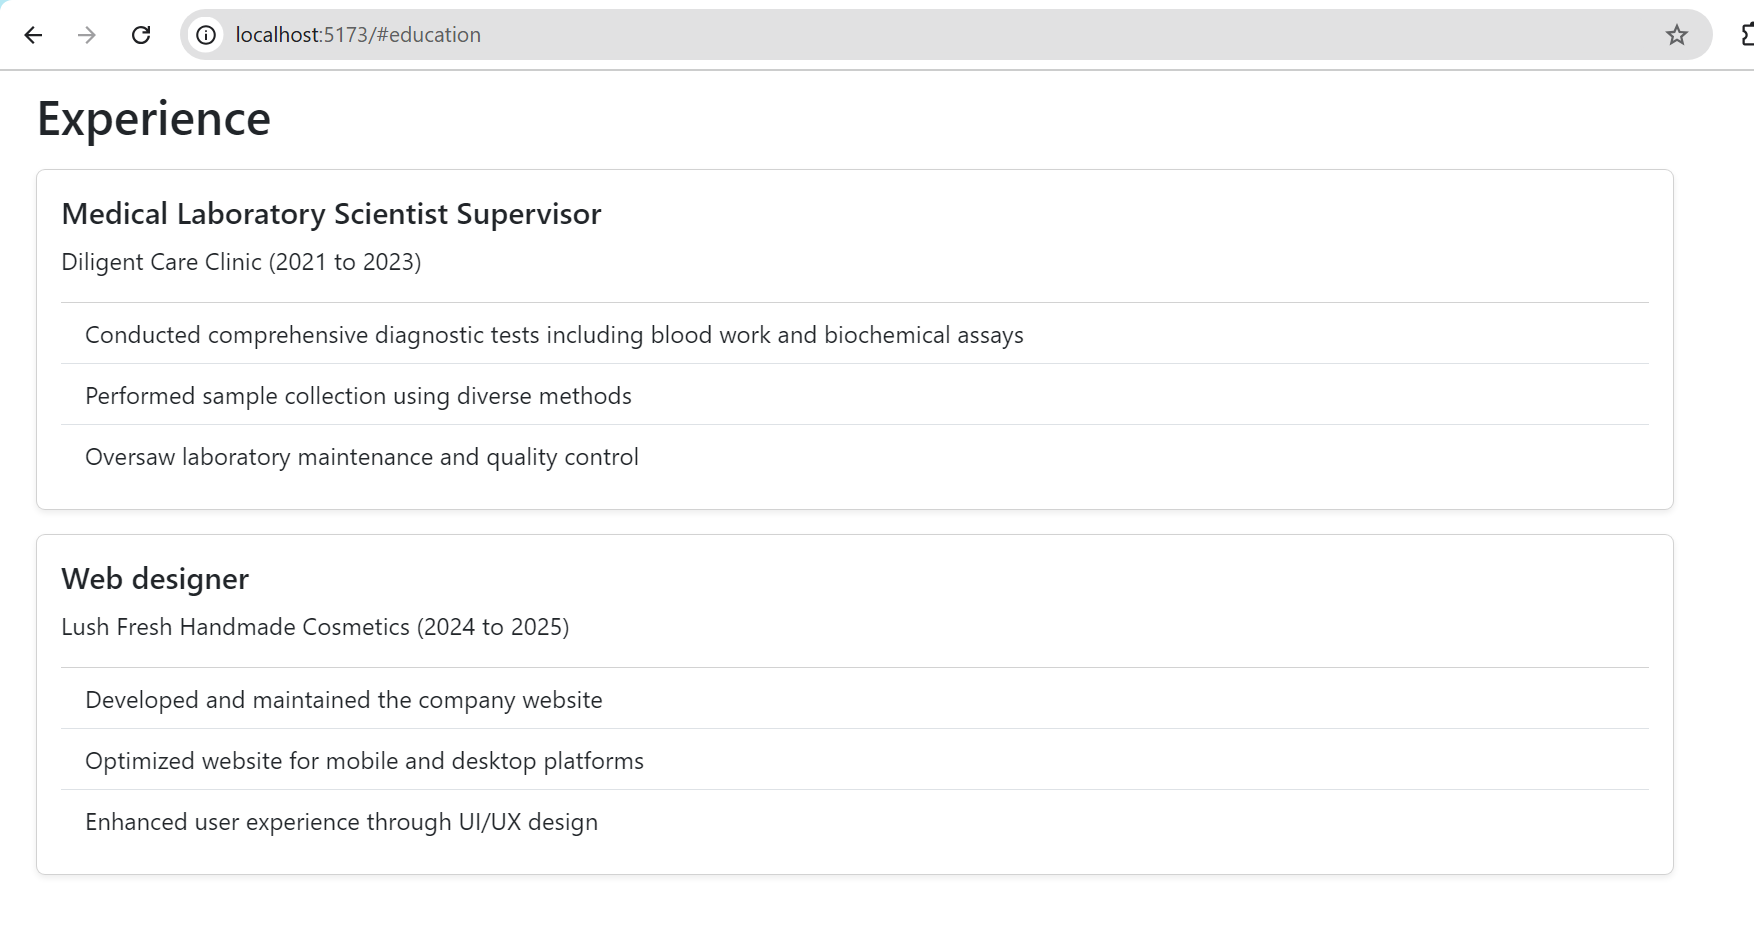 localhost:5173/#education
Experience
Medical Laboratory Scientist Supervisor
Diligent Care Clinic (2021 to 2023)
Conducted comprehensive diagnostic tests including blood work and biochemical assays
Performed sample collection using diverse methods
Oversaw laboratory maintenance and quality control
Web designer
Lush Fresh Handmade Cosmetics (2024 to 2025)
Developed and maintained the company website
Optimized website for mobile and desktop platforms
Enhanced user experience through UI/UX design